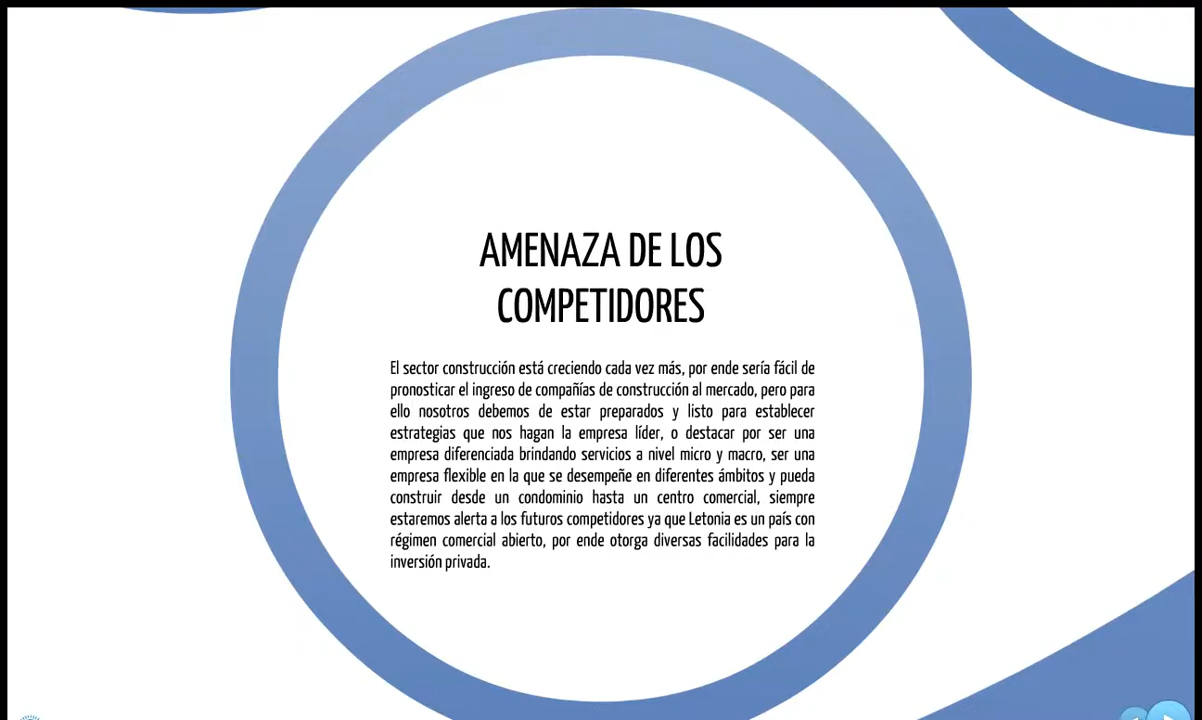 AMENAZA DE LOS
COMPETIDORES
El sector construcción está creciendo cada vez más, por ende sería fácil de
pronosticar el ingreso de compañías de construcción al mercado, pero para
ello nosotros debemos de estar preparados y listo para establecer
estrategias que nos hagan la empresa líder, o destacar por ser una
empresa diferenciada brindando servicios a nivel micro y macro, ser una
empresa flexible en la que se desempeñe en diferentes ámbitos y pueda
construir desde un condominio hasta un centro comercial, siempre
estaremos alerta a los futuros competidores ya que Letonia es un país con
régimen comercial abierto, por ende otorga diversas facilidades para la
inversión privada.